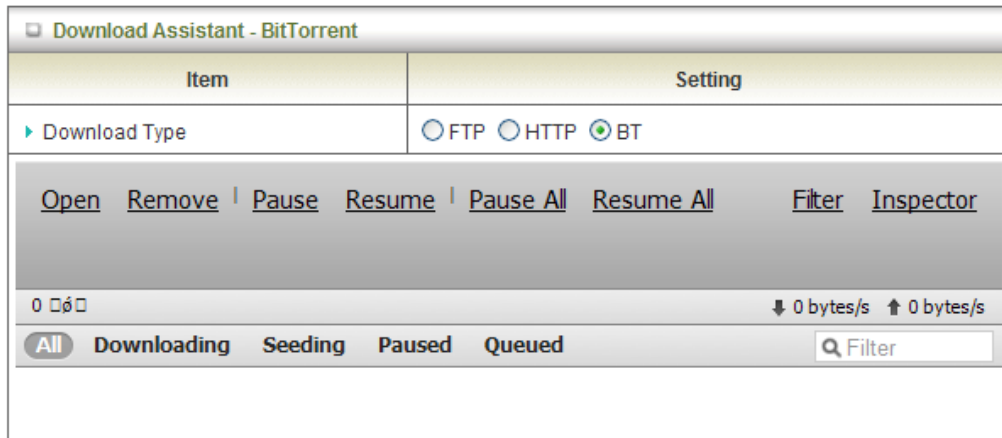 Download Assistant - BitTorrent
Item Setting
Download Type FTP HTTP BT
Open Remove | Pause Resume | Pause All Resume All Filter Inspector
0 0 bytes/s 0 bytes/s
All Downloading Seeding Paused Queued Filter